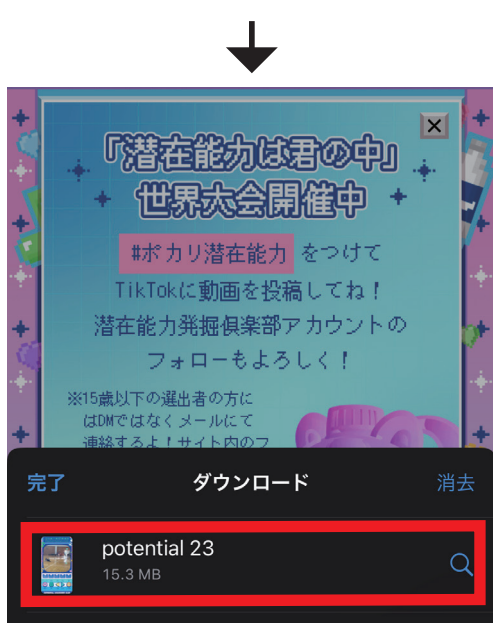 『潜在能力は君の中』
世界大会開催中
#ポカリ潜在能力 をつけて
TikTokに動画を投稿してね！
潜在能力発掘倶楽部アカウントの
フォローもよろしく！
※15歳以下の選出者の方に
はDMではなくメールにて
連絡するよ！サイト内のフ
完了 ダウンロード 消去
potential 23
15.3 MB